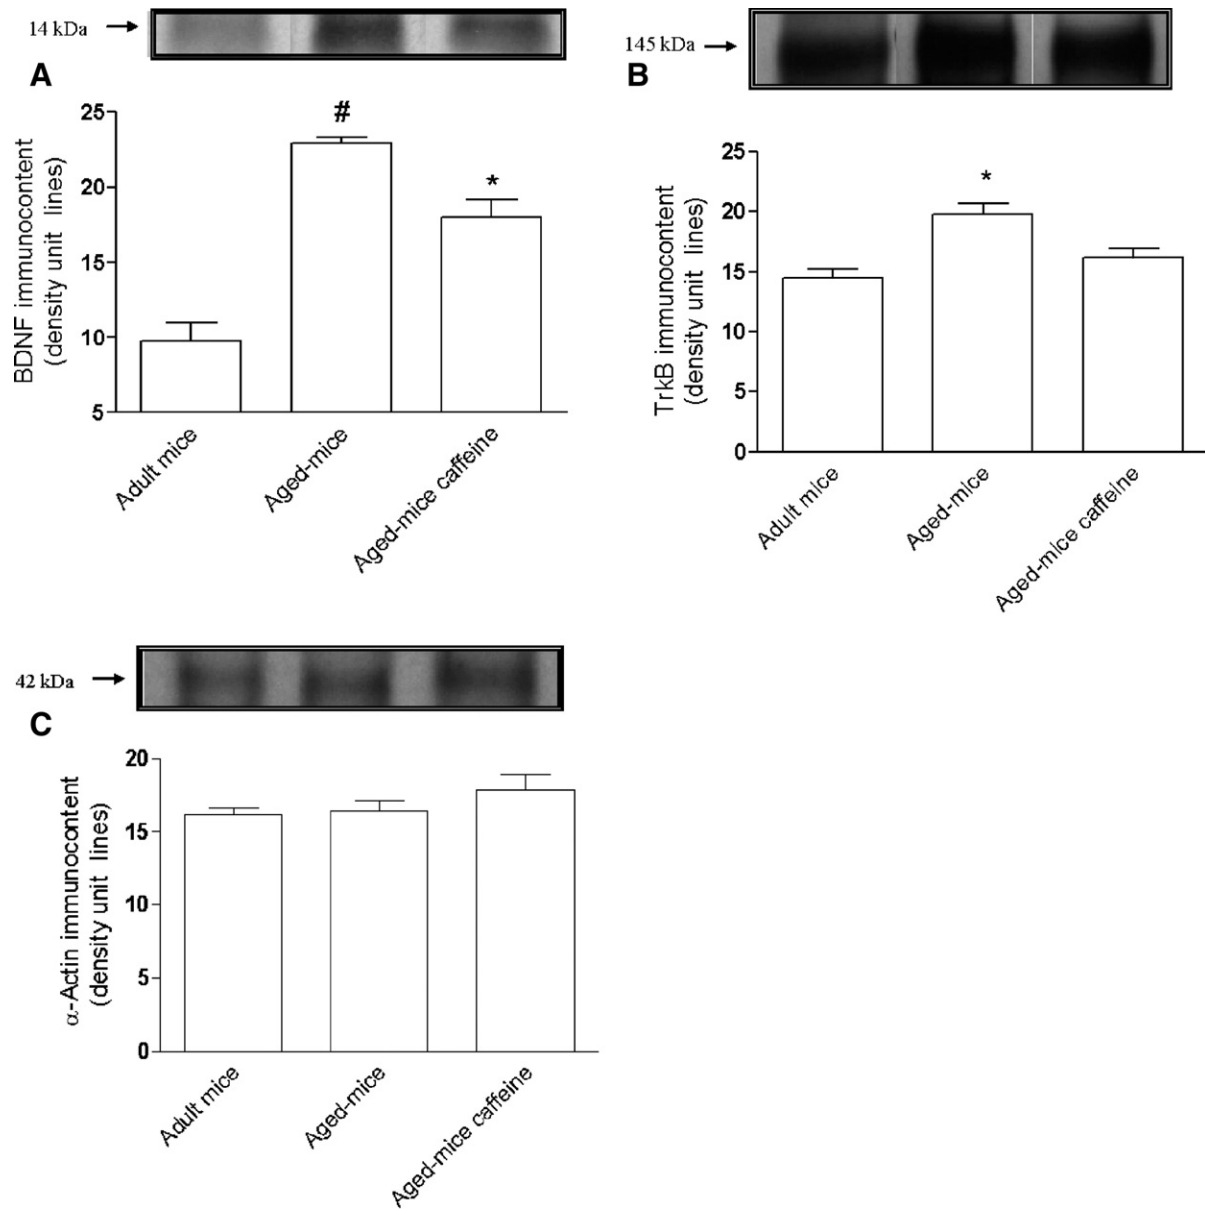 14 kDa
A
BDNF immunocontent
(density unit lines)
25
20
15
10
5
#
*
Adult mice
Aged-mice
Aged-mice caffeine
145 kDa
B
TrkB immunocontent
(density unit lines)
25
20
15
10
5
0
*
Adult mice
Aged-mice
Aged-mice caffeine
42 kDa
C
α-Actin immunocontent
(density unit lines)
20
15
10
5
0
Adult mice
Aged-mice
Aged-mice caffeine